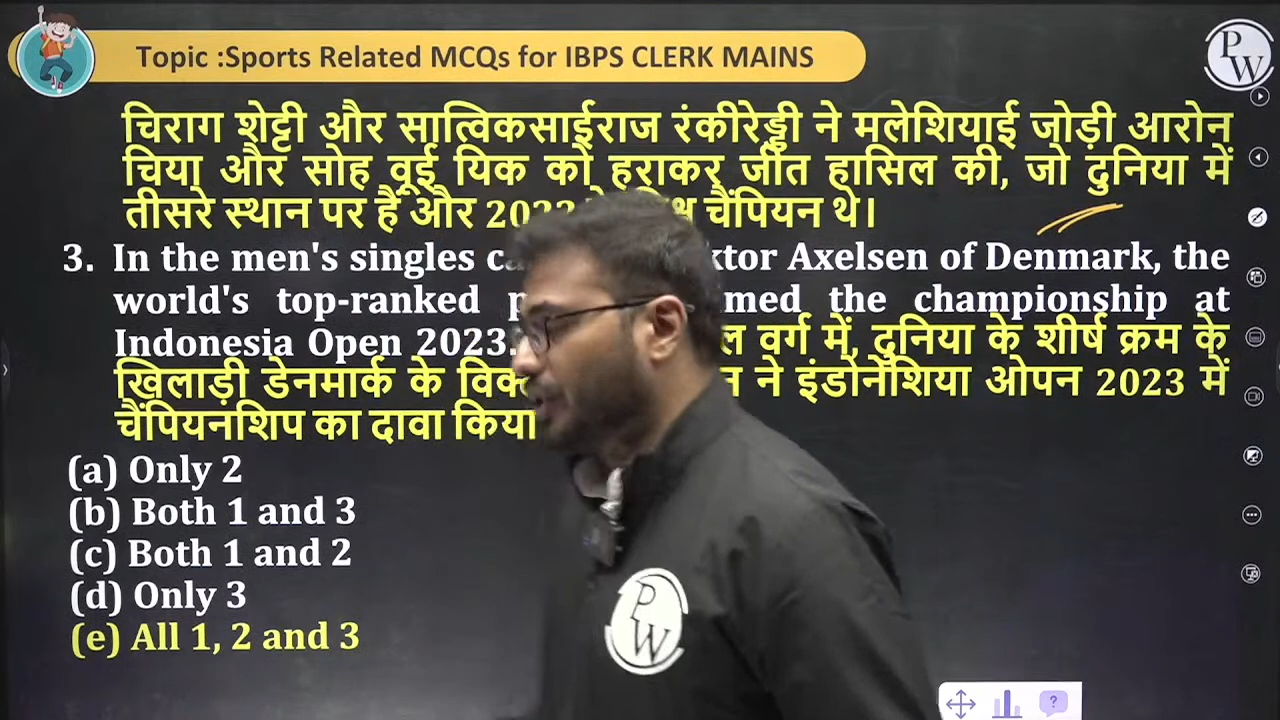 Topic :Sports Related MCQs for IBPS CLERK MAINS
PW
चिराग शेट्टी और सात्विकसाईराज रंकीरेड्डी ने मलेशियाई जोड़ी आरोन
चिया और सोह वूई यिक को हराकर जीत हासिल की, जो दुनिया में
तीसरे स्थान पर हैं और चैंपियन थे।
3. In the men's singles Axelsen of Denmark, the
world's top-ranked the championship at
Indonesia Open 2023. वर्ग में, दुनिया के शीर्ष क्रम के
खिलाड़ी डेनमार्क के ने इंडोनेशिया ओपन 2023 में
चैंपियनशिप का दावा किया
(a) Only 2
(b) Both 1 and 3
(c) Both 1 and 2
(d) Only 3
(e) All 1, 2 and 3
PW